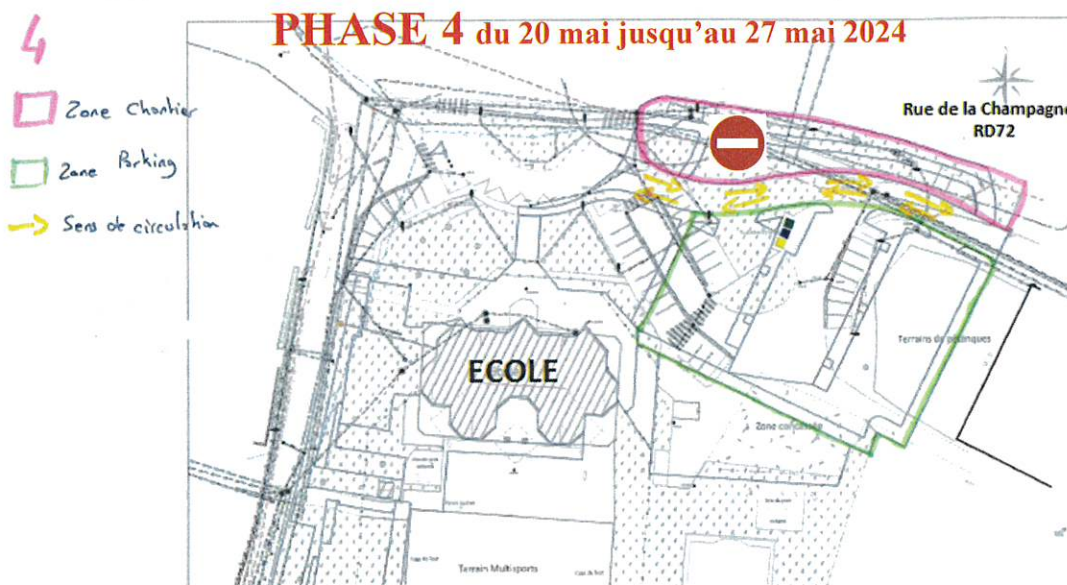 PHASE 4 du 20 mai jusqu'au 27 mai 2024
4
Zone Chantier
Zone Parking
Sens de circulation
Rue de la Champagne
RD72
ECOLE
Terrains de pétanques
Terrain Multisports